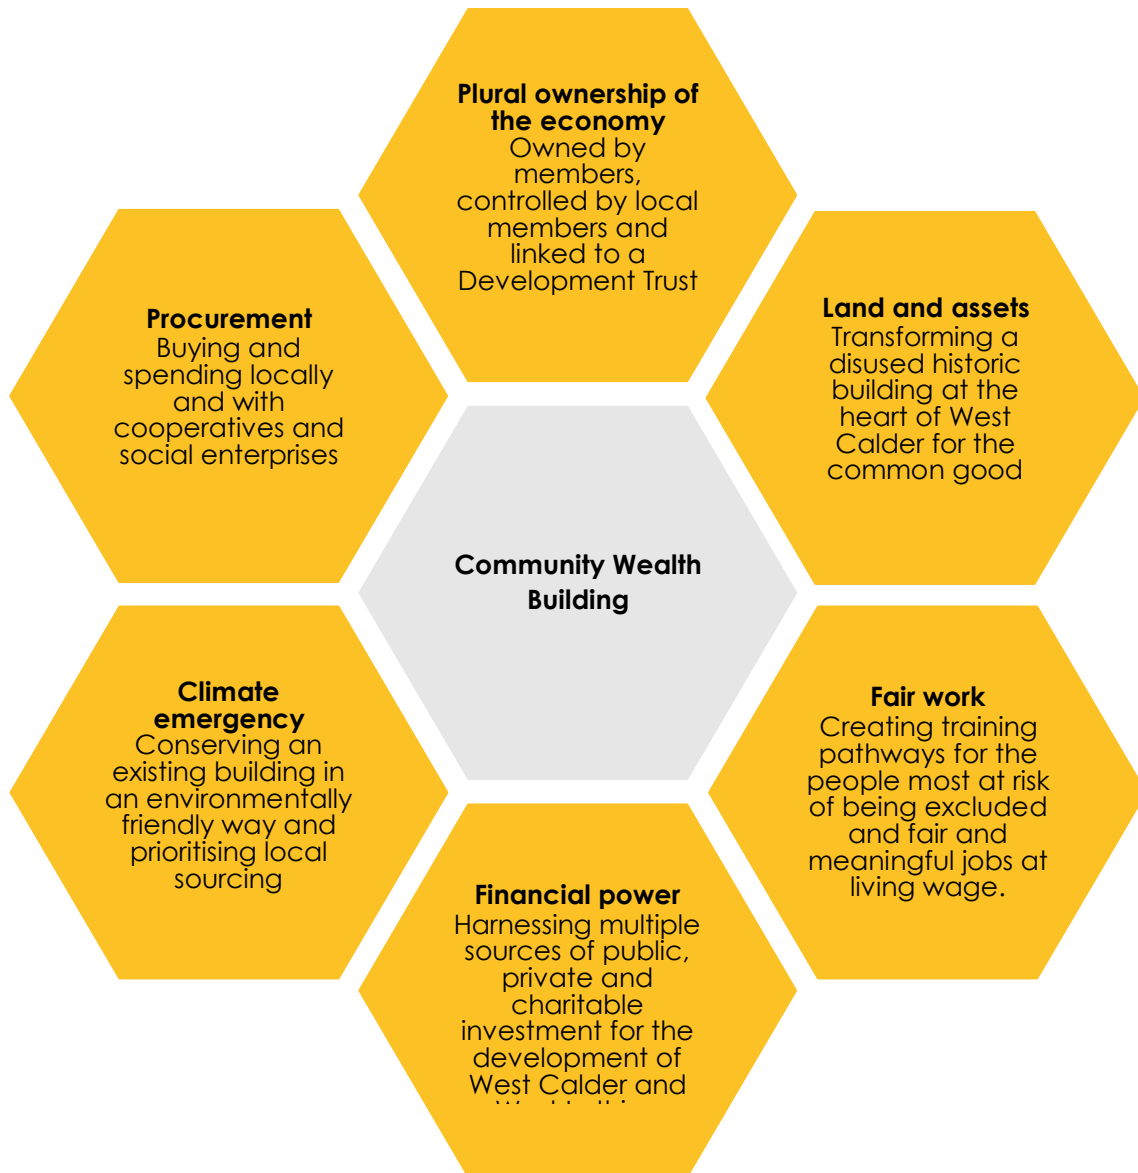 Plural ownership of
the economy
Owned by
members,
controlled by local
members and
linked to a
Development Trust
Land and assets
Transforming a
disused historic
building at the
heart of West
Calder for the
common good
Procurement
Buying and
spending locally
and with
cooperatives and
social enterprises
Community Wealth
Building
Climate
emergency
Conserving an
existing building in
an environmentally
friendly way and
prioritising local
sourcing
Fair work
Creating training
pathways for the
people most at risk
of being excluded
and fair and
meaningful jobs at
living wage.
Financial power
Harnessing multiple
sources of public,
private and
charitable
investment for the
development of
West Calder and